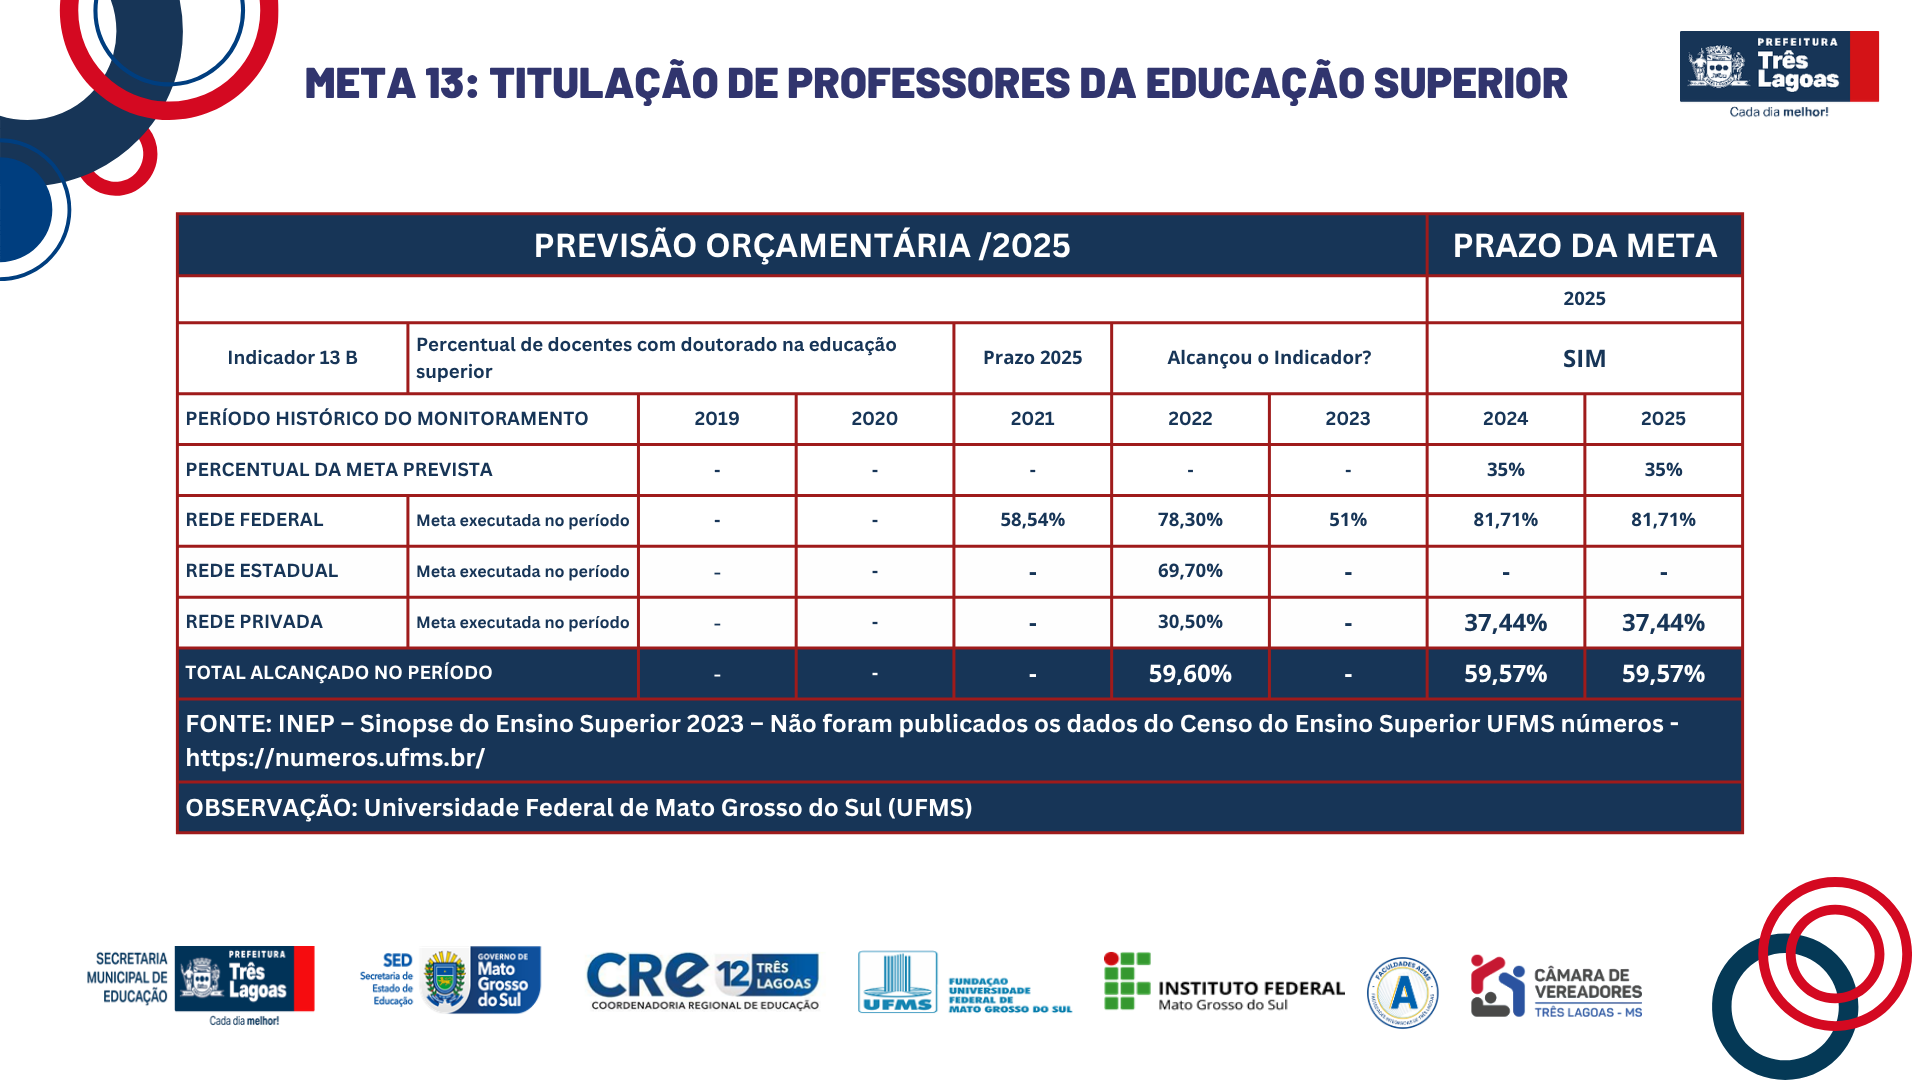 META 13: TITULAÇÃO DE PROFESSORES DA EDUCAÇÃO SUPERIOR
PREFEITURA
Três
Lagoas
Cada dia melhor!
PREVISÃO ORÇAMENTÁRIA /2025 PRAZO DA META
2025
Indicador 13 B Percentual de docentes com doutorado na educação superior Prazo 2025 Alcançou o Indicador? SIM
PERÍODO HISTÓRICO DO MONITORAMENTO 2019 2020 2021 2022 2023 2024 2025
PERCENTUAL DA META PREVISTA - - - - - 35% 35%
REDE FEDERAL Meta executada no período - - 58,54% 78,30% 51% 81,71% 81,71%
REDE ESTADUAL Meta executada no período - - - 69,70% - - -
REDE PRIVADA Meta executada no período - - - 30,50% - 37,44% 37,44%
TOTAL ALCANÇADO NO PERÍODO - - - 59,60% - 59,57% 59,57%
FONTE: INEP – Sinopse do Ensino Superior 2023 – Não foram publicados os dados do Censo do Ensino Superior UFMS números -
https://numeros.ufms.br/
OBSERVAÇÃO: Universidade Federal de Mato Grosso do Sul (UFMS)
SECRETARIA
MUNICIPAL DE
EDUCAÇÃO
PREFEITURA
Três
Lagoas
Cada dia melhor!
SED
Secretaria de
Estado de
Educação
GOVERNO DE
Mato
Grosso
do Sul
CRE 12 TRÊS
LAGOAS
COORDENADORIA REGIONAL DE EDUCAÇÃO
UFMS
FUNDAÇÃO
UNIVERSIDADE
FEDERAL DE
MATO GROSSO DO SUL
INSTITUTO FEDERAL
Mato Grosso do Sul
FACULDADES AEMS
A
CÂMARA DE
VEREADORES
TRÊS LAGOAS - MS